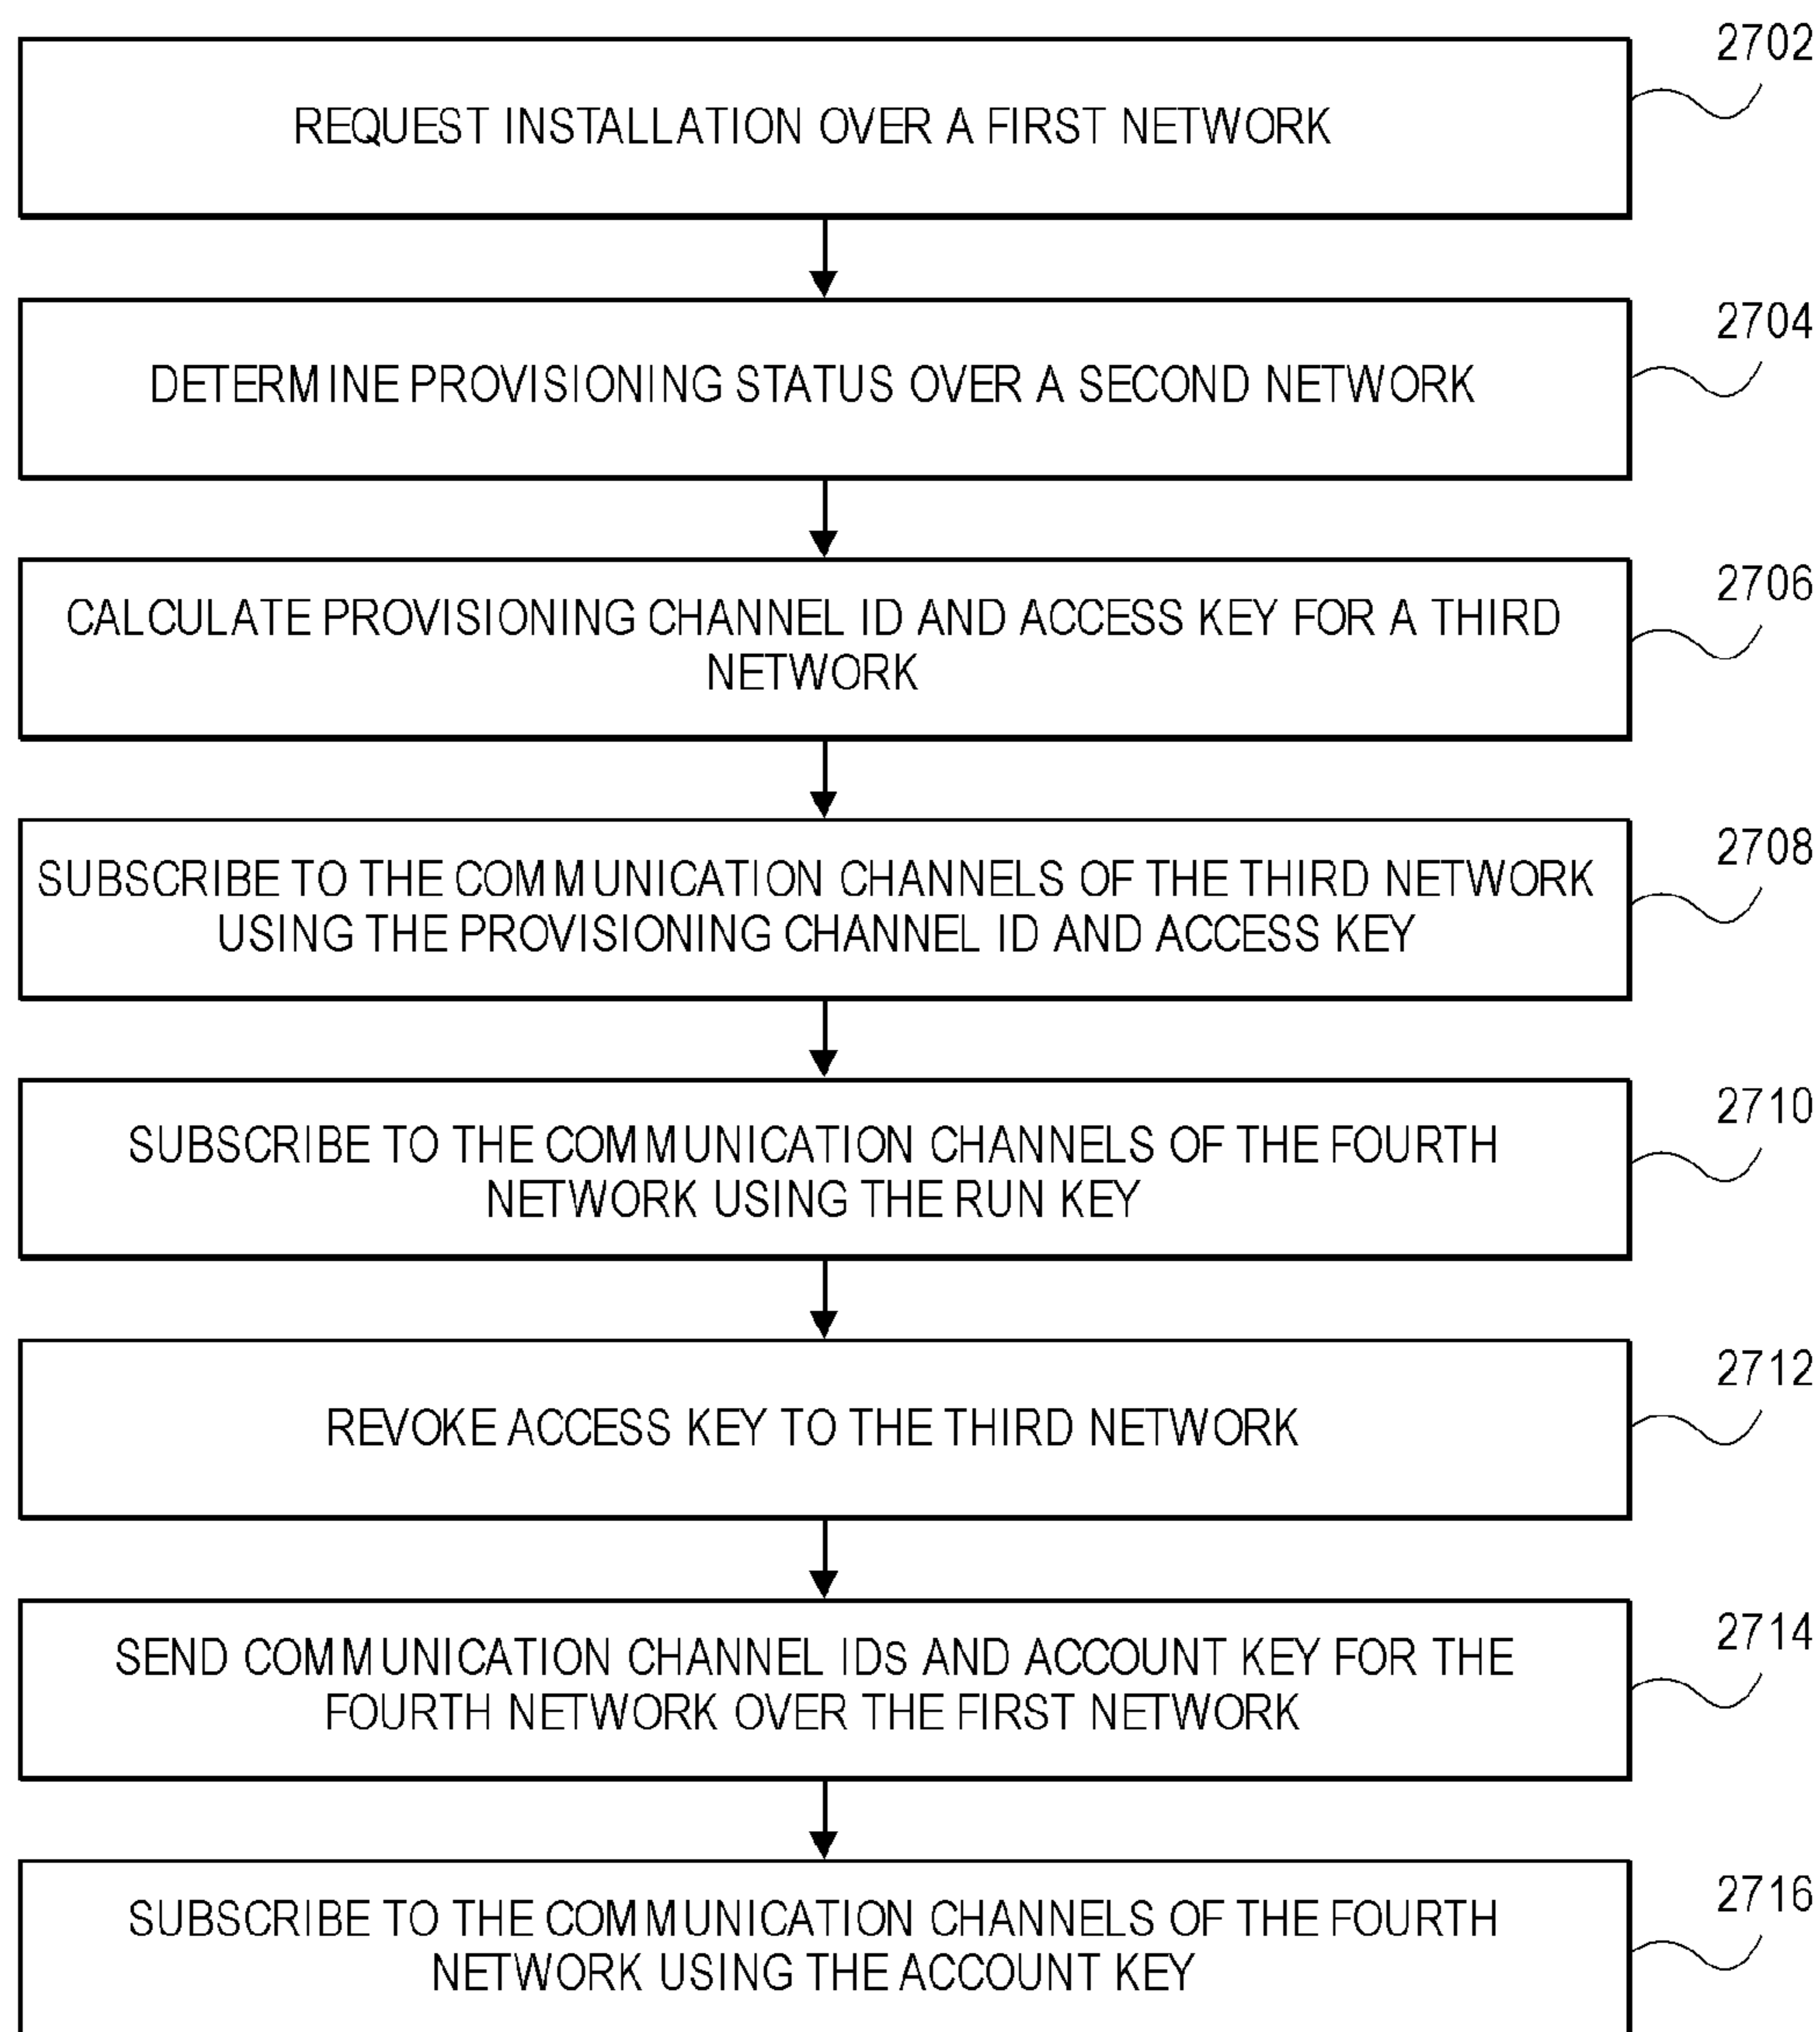 2702
REQUEST INSTALLATION OVER A FIRST NETWORK
2704
DETERMINE PROVISIONING STATUS OVER A SECOND NETWORK
2706
CALCULATE PROVISIONING CHANNEL ID AND ACCESS KEY FOR A THIRD
NETWORK
2708
SUBSCRIBE TO THE COMMUNICATION CHANNELS OF THE THIRD NETWORK
USING THE PROVISIONING CHANNEL ID AND ACCESS KEY
2710
SUBSCRIBE TO THE COMMUNICATION CHANNELS OF THE FOURTH
NETWORK USING THE RUN KEY
2712
REVOKE ACCESS KEY TO THE THIRD NETWORK
2714
SEND COMMUNICATION CHANNEL IDs AND ACCOUNT KEY FOR THE
FOURTH NETWORK OVER THE FIRST NETWORK
2716
SUBSCRIBE TO THE COMMUNICATION CHANNELS OF THE FOURTH
NETWORK USING THE ACCOUNT KEY